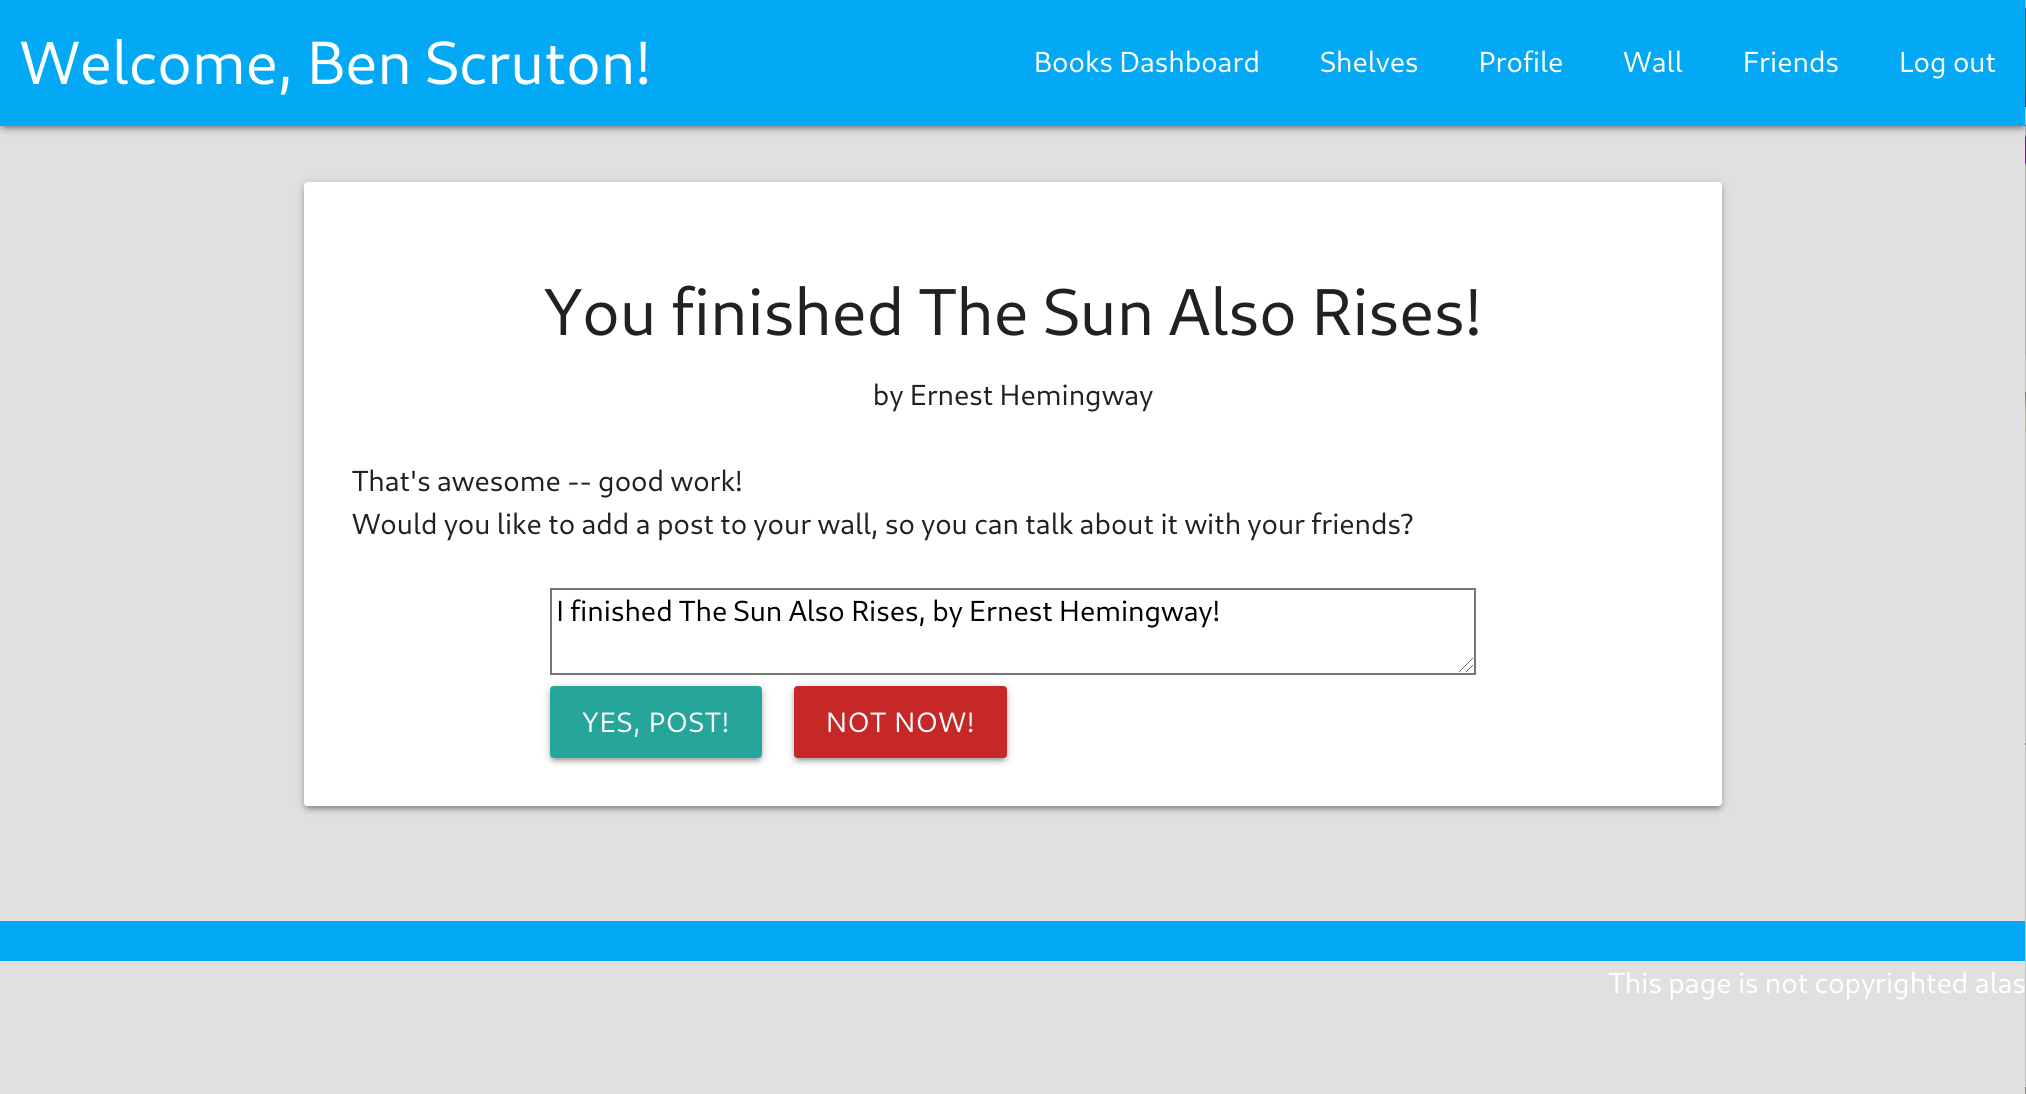 Welcome, Ben Scruton!
Books Dashboard Shelves Profile Wall Friends Log out
You finished The Sun Also Rises!
by Ernest Hemingway
That's awesome -- good work!
Would you like to add a post to your wall, so you can talk about it with your friends?
I finished The Sun Also Rises, by Ernest Hemingway!
YES, POST! NOT NOW!
This page is not copyrighted alas